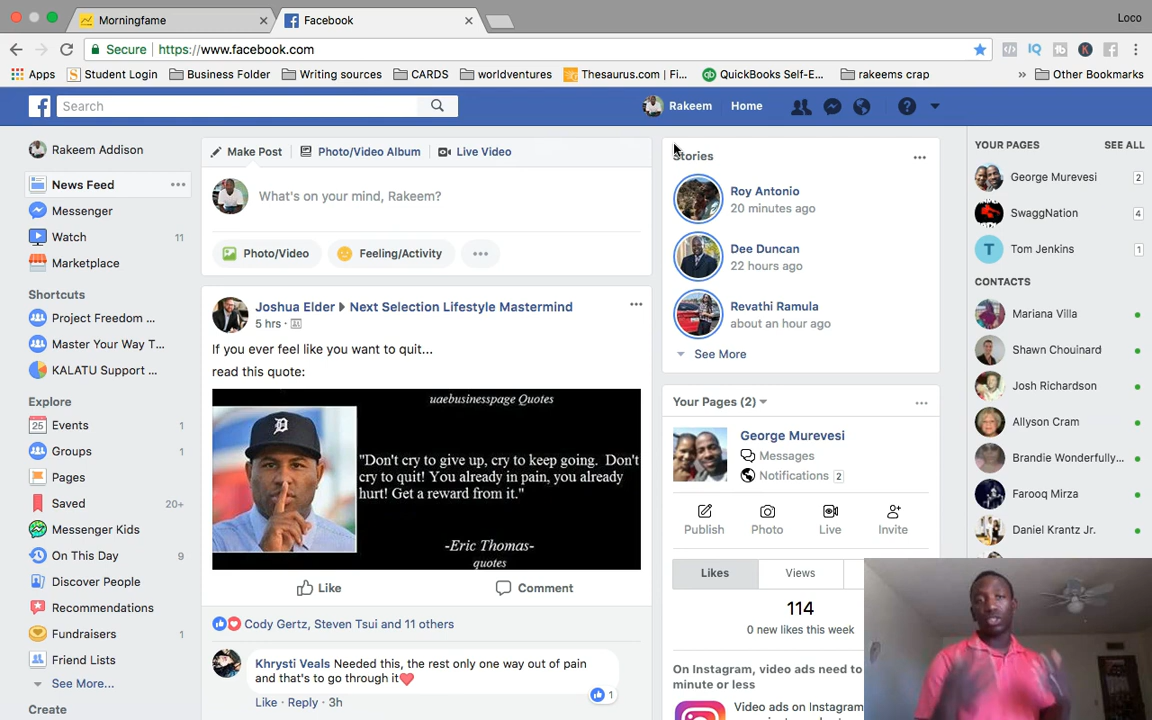 Morningfame
Facebook
Loco
Secure https://www.facebook.com
Apps Student Login Business Folder Writing sources CARDS worldventures Thesaurus.com | Fi... QuickBooks Self-E... rakeems crap » Other Bookmarks
Search
Rakeem Home
Rakeem Addison
News Feed
Messenger
Watch 11
Marketplace
Shortcuts
Project Freedom ...
Master Your Way T...
KALATU Support ...
Explore
Events 1
Groups 1
Pages
Saved 20+
Messenger Kids
On This Day 9
Discover People
Recommendations
Fundraisers 1
Friend Lists
See More...
Create
Make Post Photo/Video Album Live Video
What's on your mind, Rakeem?
Photo/Video Feeling/Activity
Joshua Elder Next Selection Lifestyle Mastermind
5 hrs ·
If you ever feel like you want to quit...
read this quote:
uaebusinesspage Quotes
"Don't cry to give up, cry to keep going. Don't
cry to quit! You already in pain, you already
hurt! Get a reward from it."
-Eric Thomas-
quotes
Like Comment
Cody Gertz, Steven Tsui and 11 others
Khrysti Veals Needed this, the rest only one way out of pain
and that's to go through it❤
1
Like · Reply · 3h
Stories
Roy Antonio
20 minutes ago
Dee Duncan
22 hours ago
Revathi Ramula
about an hour ago
See More
Your Pages (2)
George Murevesi
Messages
Notifications 2
Publish Photo Live Invite
Likes Views
114
0 new likes this week
On Instagram, video ads need to
minute or less
Video ads on Instagram
YOUR PAGES SEE ALL
George Murevesi 2
SwaggNation 4
T Tom Jenkins 1
CONTACTS
Mariana Villa
Shawn Chouinard
Josh Richardson
Allyson Cram
Brandie Wonderfully...
Farooq Mirza
Daniel Krantz Jr.